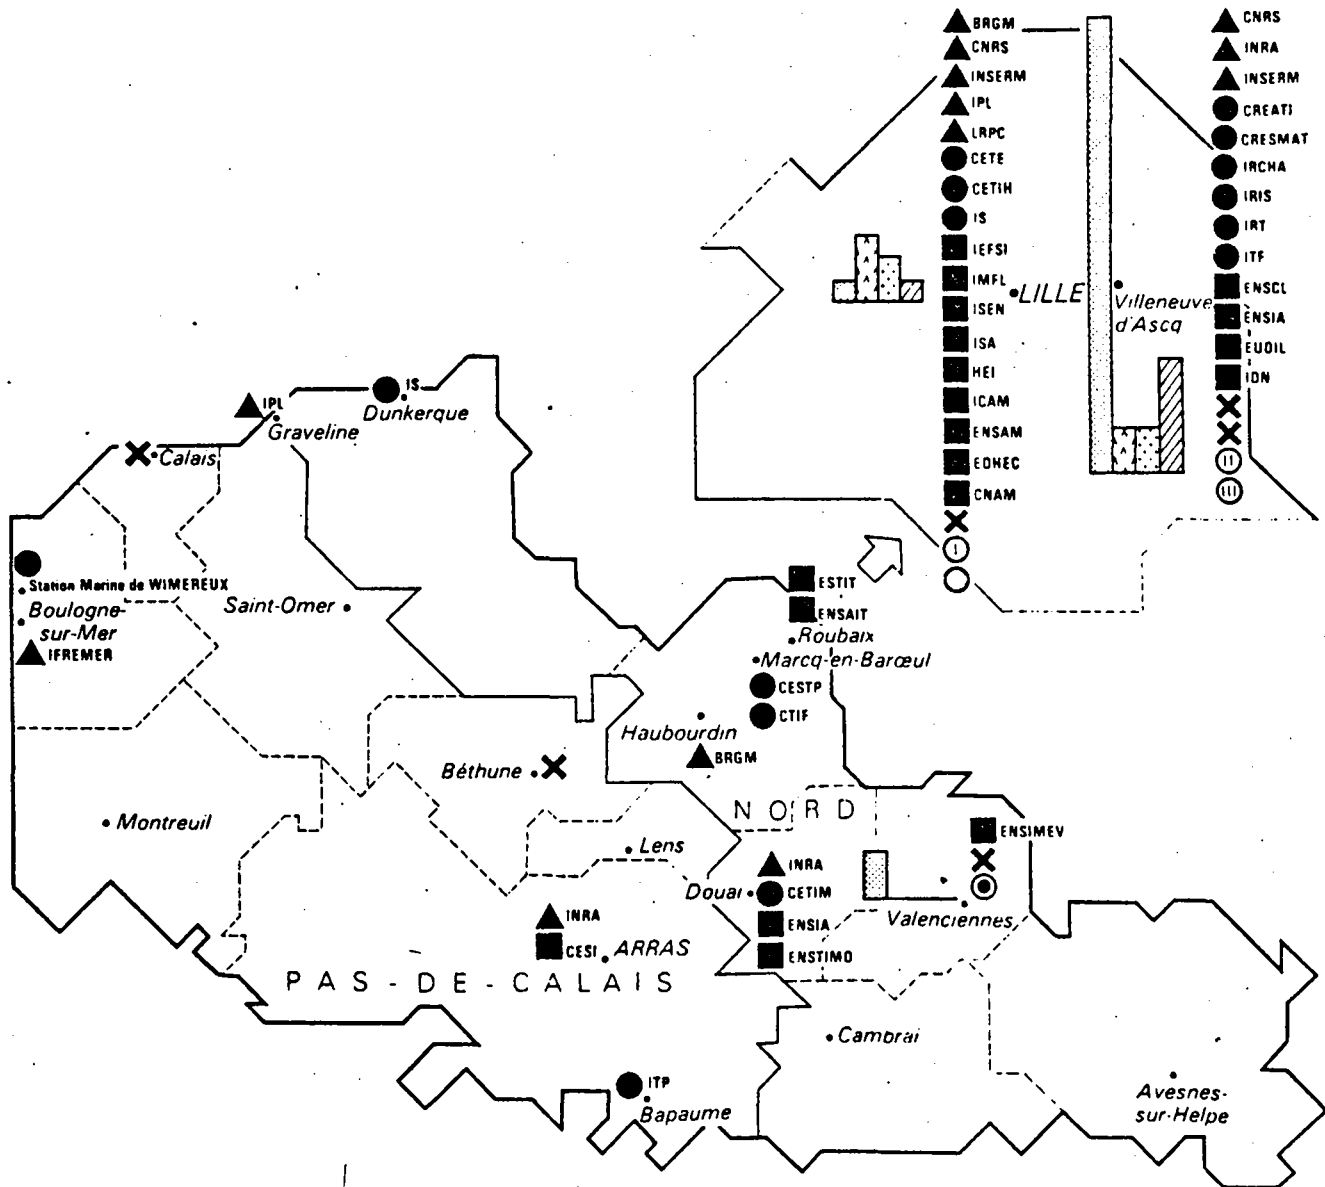 BRGM
CNRS
INSERM
IPL
LRPC
CETE
CETIH
IS
IEFSI
IMFL
ISEN
ISA
HEI
ICAM
ENSAM
EDHEC
CNAM
I
LILLE
Villeneuve
d'Ascq
CNRS
INRA
INSERM
CREATI
CRESMAT
IRCHA
IRIS
IRT
ITF
ENSCL
ENSIA
EUDIL
IDN
II
III
IS
Dunkerque
IPL
Graveline
Calais
Station Marine de WIMEREUX
Boulogne-
sur-Mer
IFREMER
Saint-Omer
ESTIT
ENSAIT
Roubaix
Marcq-en-Barœul
CESTP
CTIF
Haubourdin
BRGM
Béthune
Montreuil
NORD
Lens
ENSIMEV
Valenciennes
INRA
Douai
CETIM
ENSIA
ENSTIMD
INRA
CESI
ARRAS
PAS-DE-CALAIS
Cambrai
ITP
Bapaume
Avesnes-
sur-Helpe